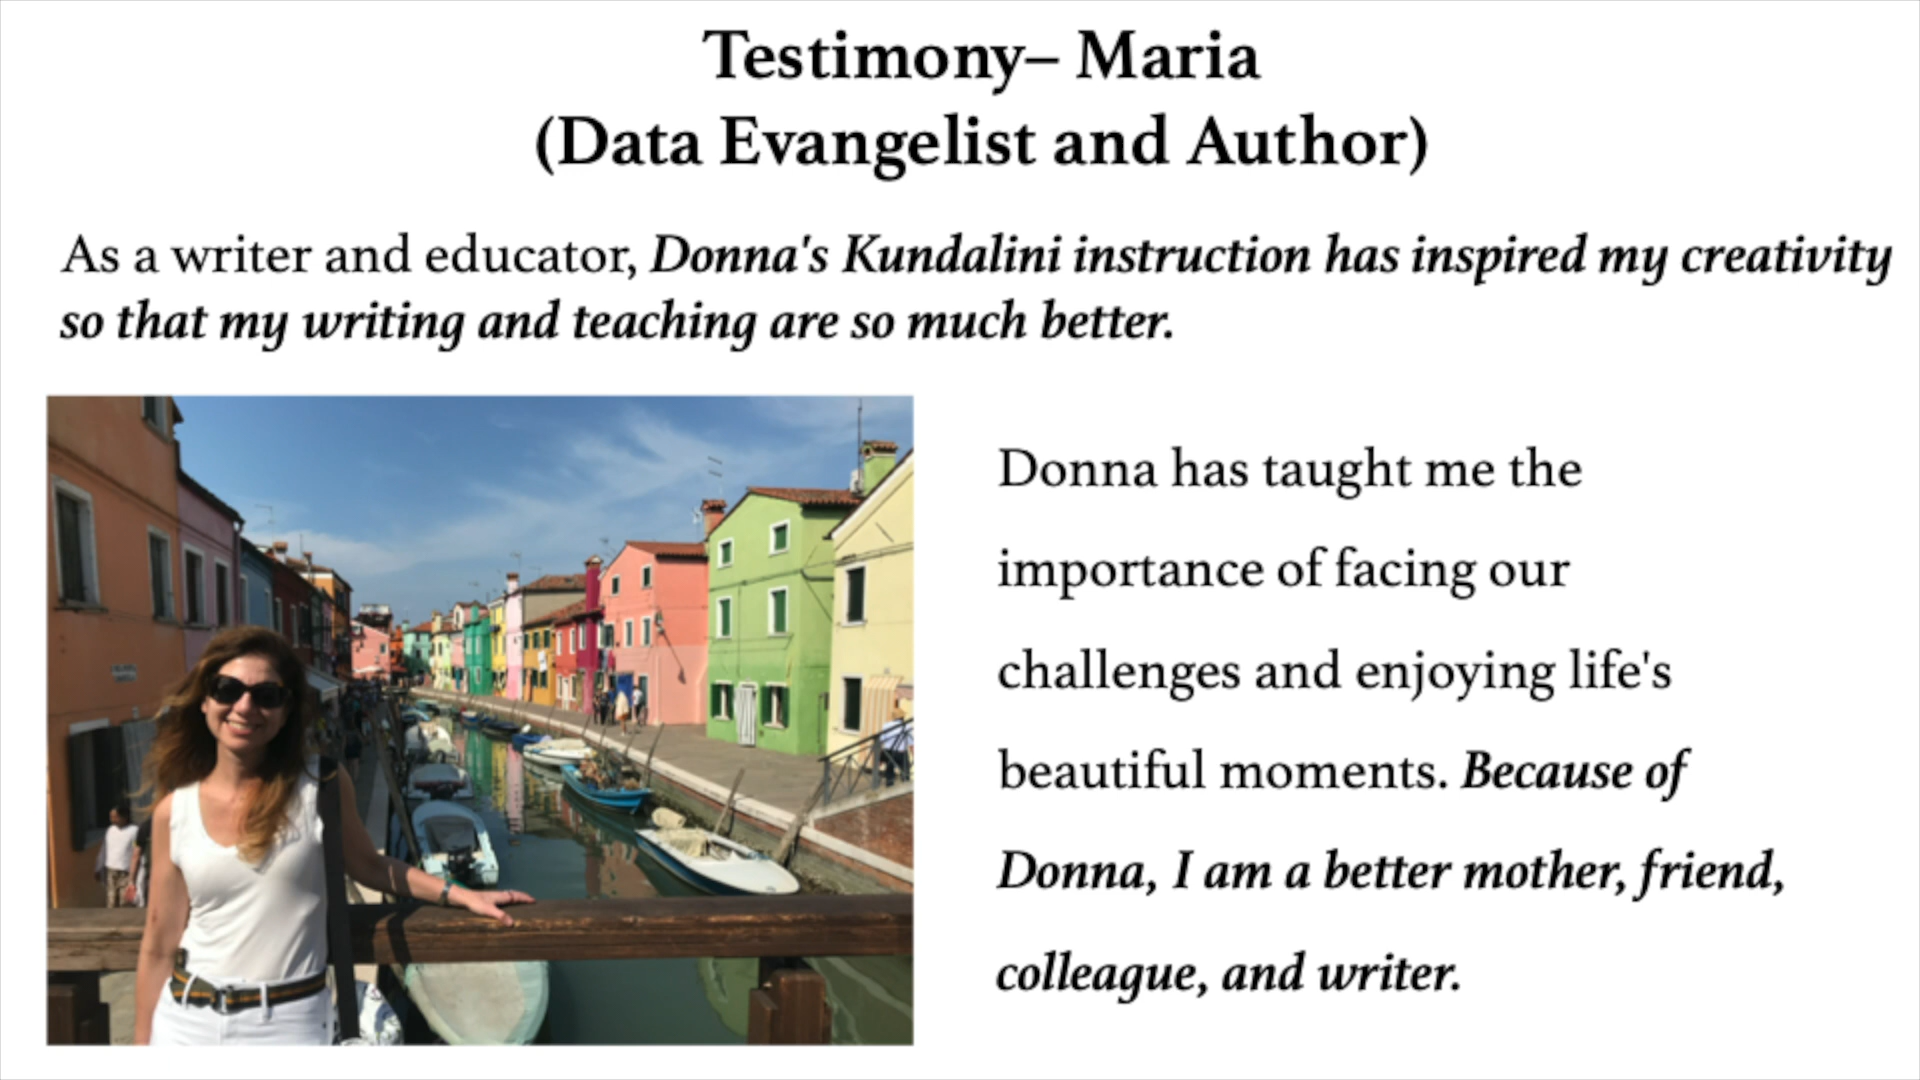 Testimony– Maria
(Data Evangelist and Author)
As a writer and educator, Donna's Kundalini instruction has inspired my creativity
so that my writing and teaching are so much better.
Donna has taught me the
importance of facing our
challenges and enjoying life's
beautiful moments. Because of
Donna, I am a better mother, friend,
colleague, and writer.